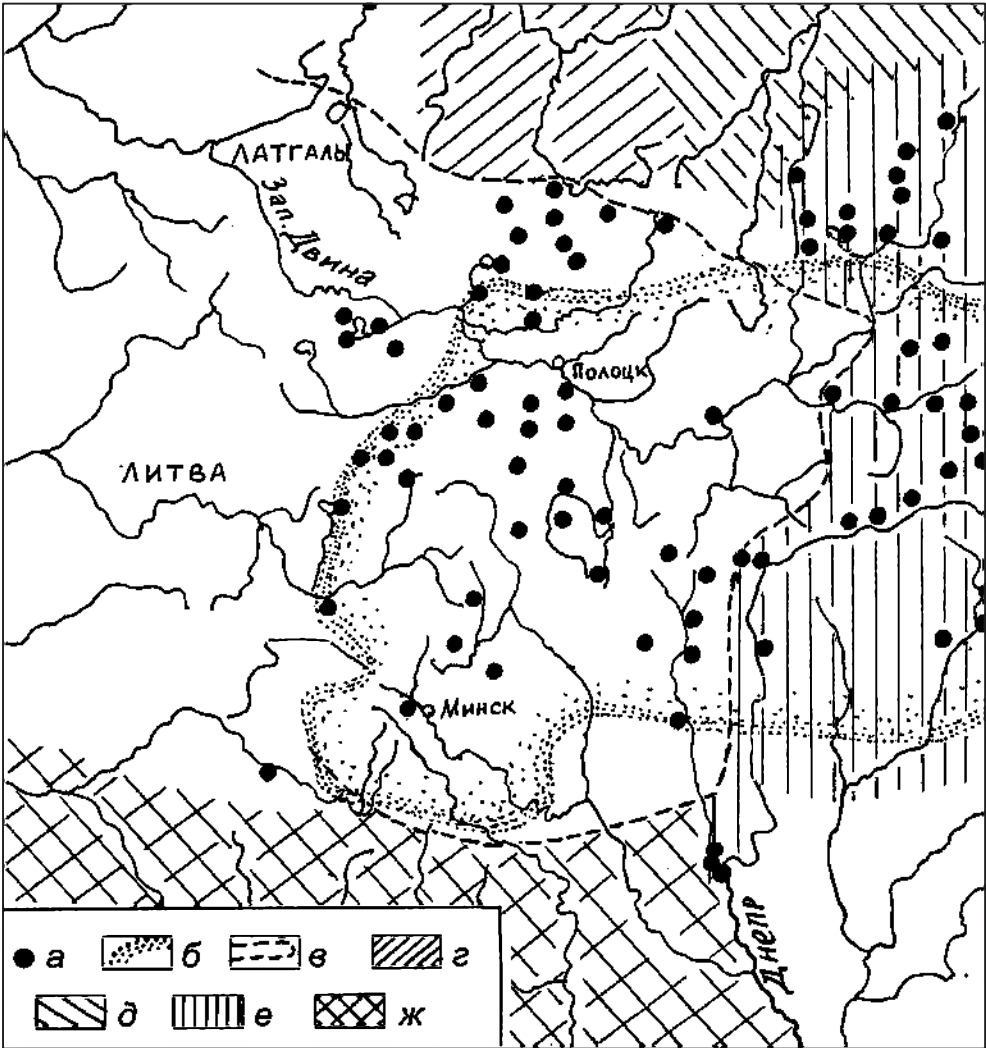 ЛАТГАЛЫ
Зап. Двина
Полоцк
ЛИТВА
Минск
Днепр
а б в г
д е ж